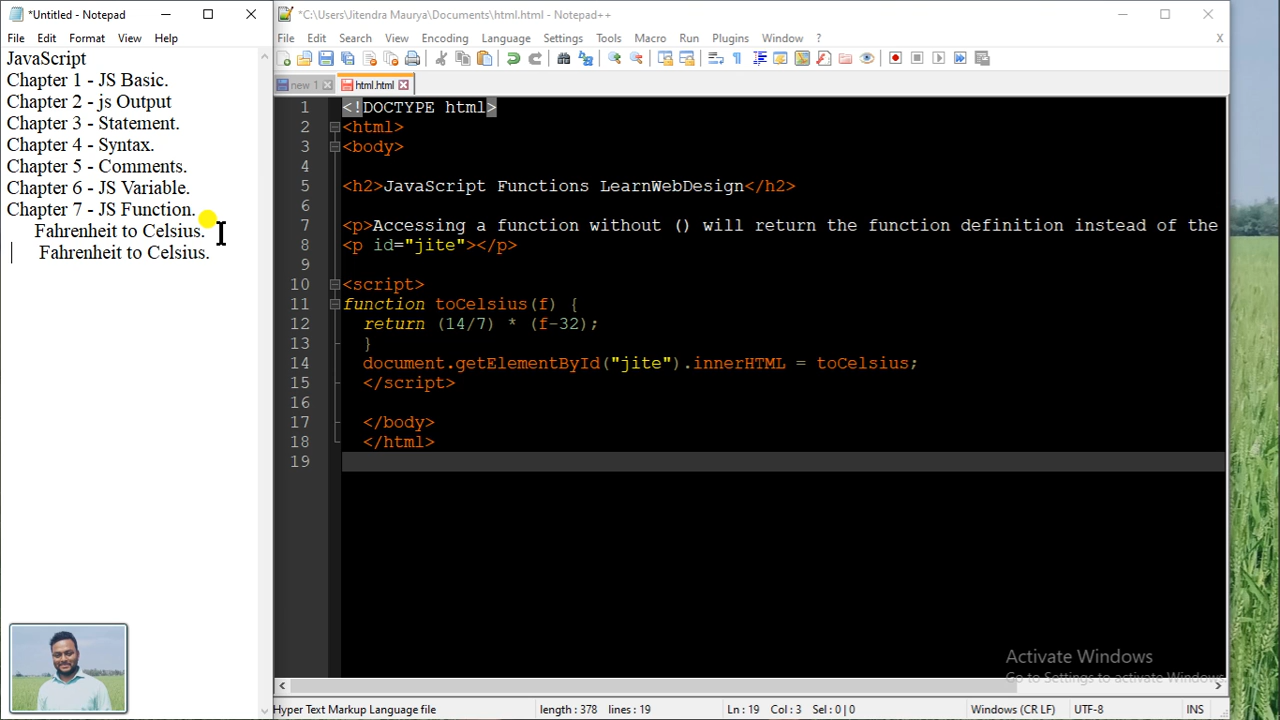 *Untitled - Notepad
File Edit Format View Help
JavaScript
Chapter 1 - JS Basic.
Chapter 2 - js Output
Chapter 3 - Statement.
Chapter 4 - Syntax.
Chapter 5 - Comments.
Chapter 6 - JS Variable.
Chapter 7 - JS Function.
Fahrenheit to Celsius.
Fahrenheit to Celsius.
*C:\Users\Jitendra Maurya\Documents\html.html - Notepad++
File Edit Search View Encoding Language Settings Tools Macro Run Plugins Window ? X
new 1 html.html
1 <!DOCTYPE html>
2 <html>
3 <body>
4
5 <h2>JavaScript Functions LearnWebDesign</h2>
6
7 <p>Accessing a function without () will return the function definition instead of the
8 <p id="jite"></p>
9
10 <script>
11 function toCelsius(f) {
12 return (14/7) * (f-32);
13 }
14 document.getElementById("jite").innerHTML = toCelsius;
15 </script>
16
17 </body>
18 </html>
19
Activate Windows
Go to Settings to activate Windows.
Hyper Text Markup Language file length : 378 lines : 19 Ln : 19 Col : 3 Sel : 0 | 0 Windows (CR LF) UTF-8 INS